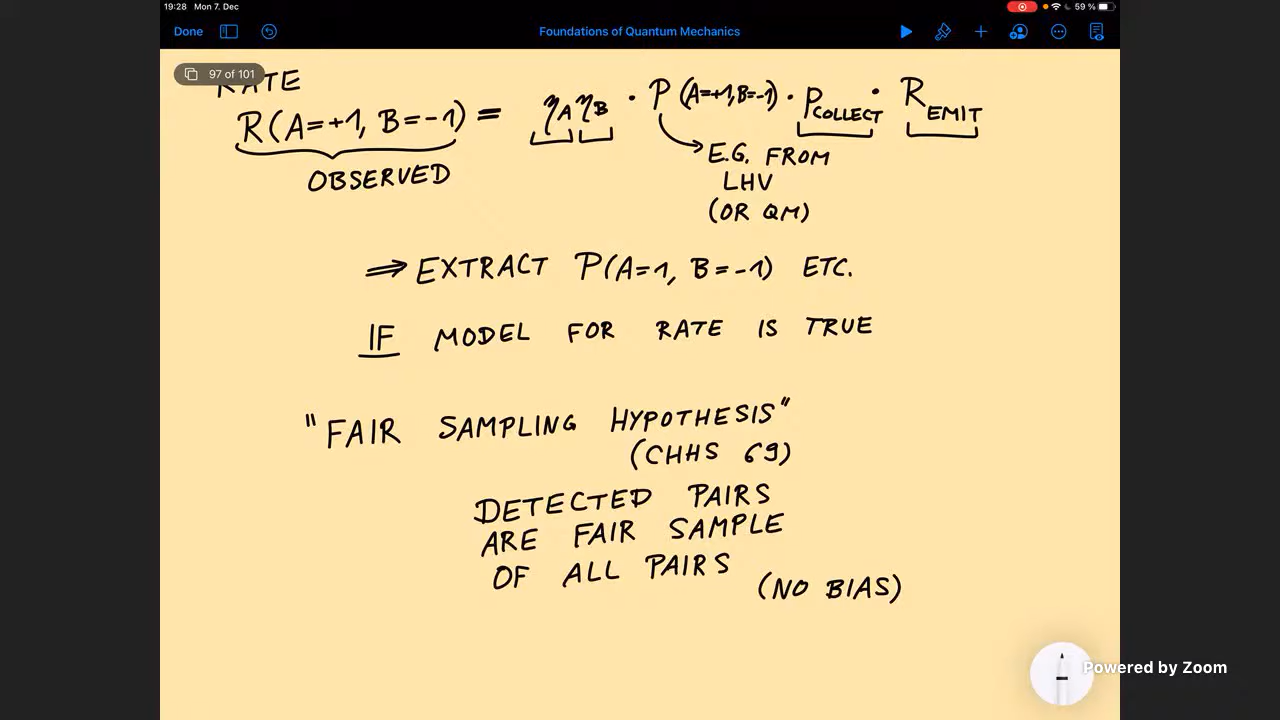 19:28 Mon 7. Dec
59 %
Done
Foundations of Quantum Mechanics
97 of 101
RATE
R(A=+1, B=-1) = ηA ηB · P(A=+1, B=-1) · PCOLLECT · REMIT
OBSERVED
E.G. FROM
LHV
(OR QM)
⇒ EXTRACT P(A=1, B=-1) ETC.
IF MODEL FOR RATE IS TRUE
"FAIR SAMPLING HYPOTHESIS"
(CHHS 69)
DETECTED PAIRS
ARE FAIR SAMPLE
OF ALL PAIRS
(NO BIAS)
Powered by Zoom